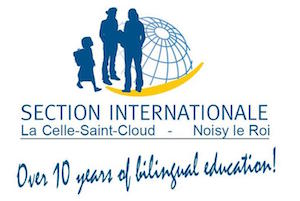 SECTION INTERNATIONALE
La Celle-Saint-Cloud - Noisy le Roi
Over 10 years of bilingual education!